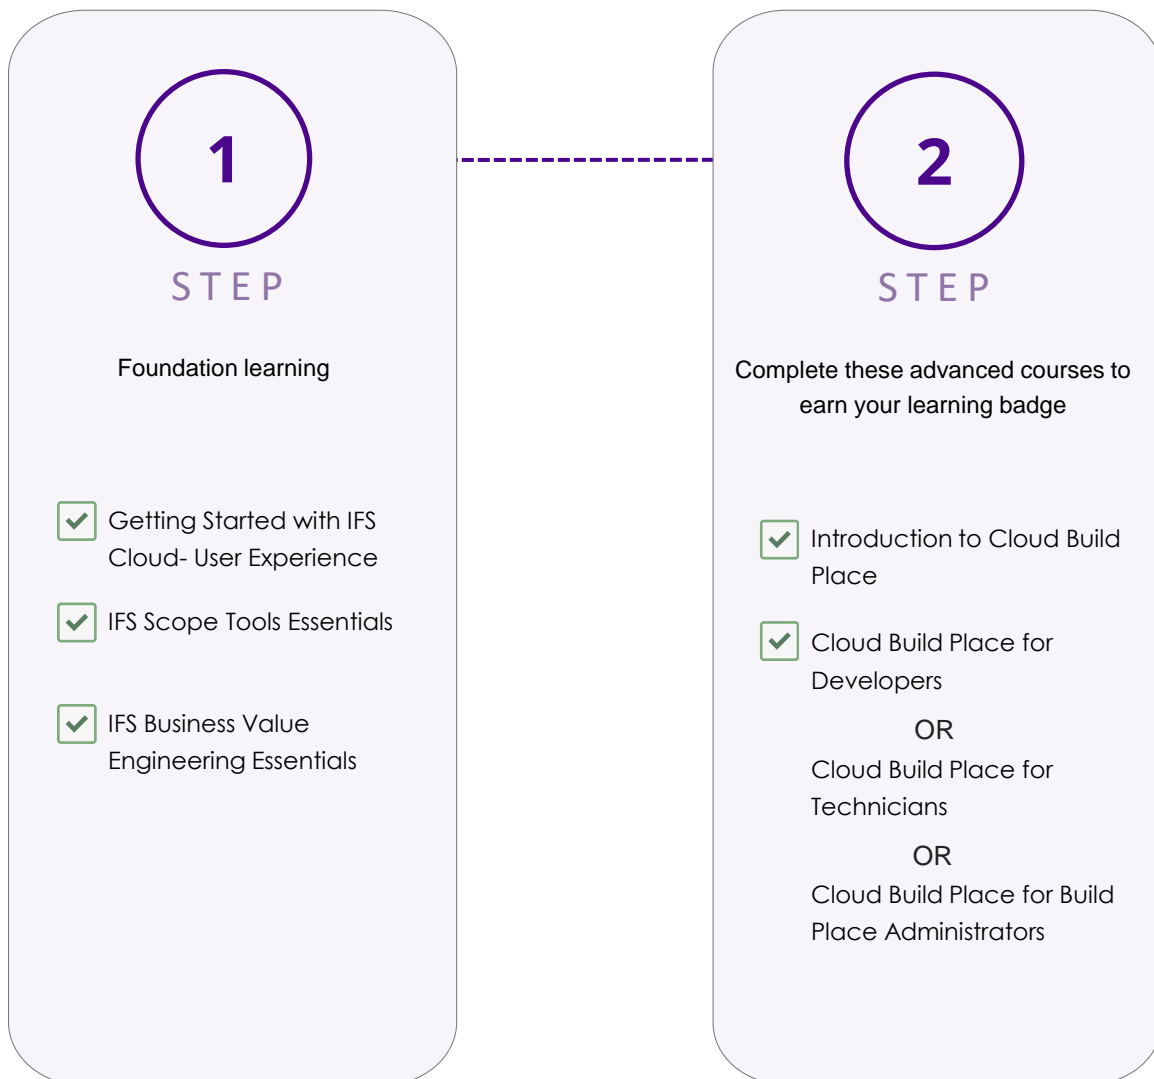 1
STEP
Foundation learning
Getting Started with IFS
Cloud- User Experience
IFS Scope Tools Essentials
IFS Business Value
Engineering Essentials
2
STEP
Complete these advanced courses to
earn your learning badge
Introduction to Cloud Build
Place
Cloud Build Place for
Developers
OR
Cloud Build Place for
Technicians
OR
Cloud Build Place for Build
Place Administrators